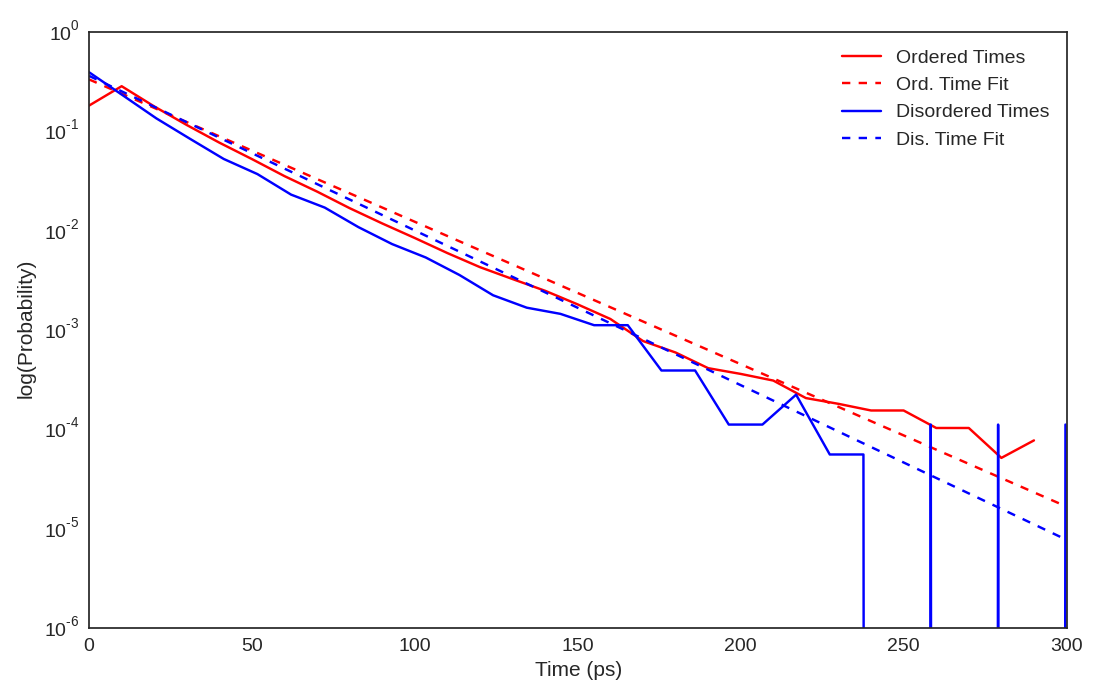 10^0
10^-1
10^-2
10^-3
10^-4
10^-5
10^-6
log(Probability)
Ordered Times
Ord. Time Fit
Disordered Times
Dis. Time Fit
0 50 100 150 200 250 300
Time (ps)